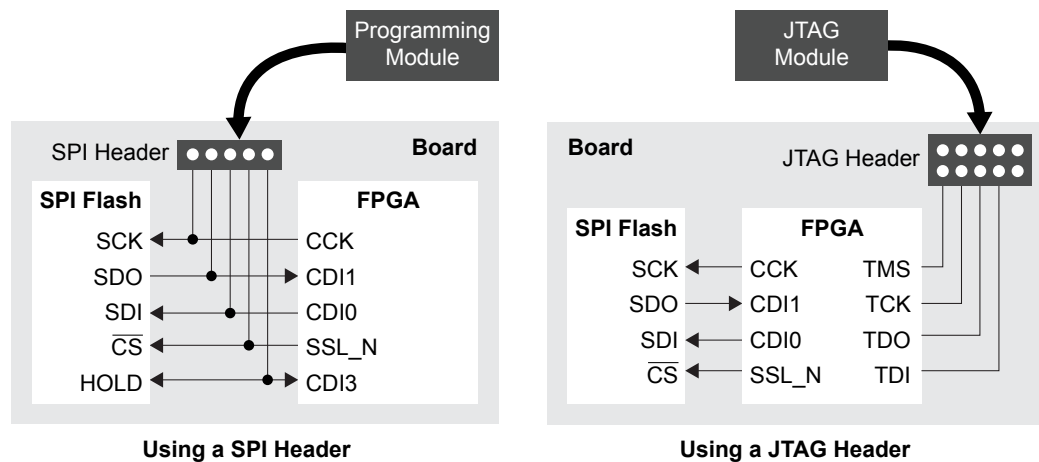 Programming
Module
SPI Header
Board
SPI Flash
FPGA
SCK
CCK
SDO
CDI1
SDI
CDI0
CS
SSL_N
HOLD
CDI3
Using a SPI Header
JTAG
Module
Board
JTAG Header
SPI Flash
FPGA
SCK
CCK
TMS
SDO
CDI1
TCK
SDI
CDI0
TDO
CS
SSL_N
TDI
Using a JTAG Header